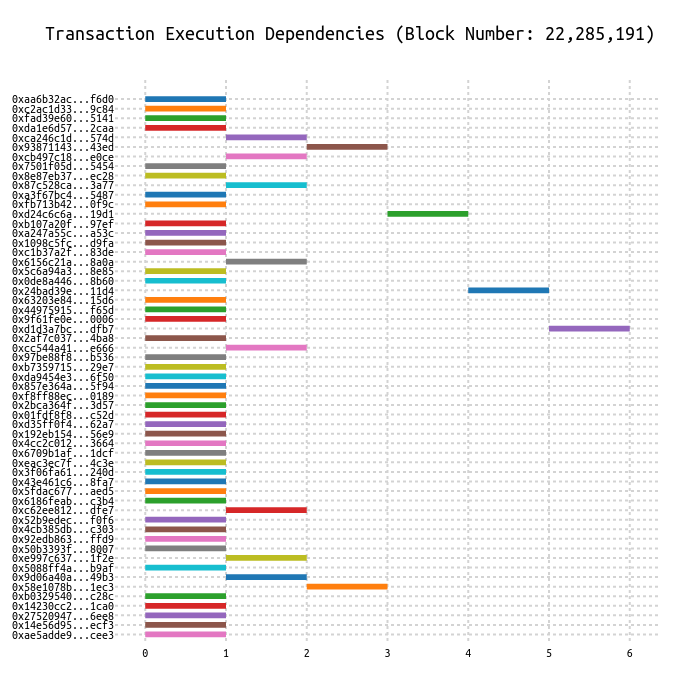 Transaction Execution Dependencies (Block Number: 22,285,191)
0xaa6b32ac...f6d0
0xc2ac1d33...9c84
0xfad39e60...5141
0xda1e6d57...2caa
0xca246c1d...574d
0x93871143...43ed
0xcb497c18...e0ce
0x7501f05d...5454
0x8e87eb37...ec28
0x87c528ca...3a77
0xa3f67bc4...5487
0xfb713b42...0f9c
0xd24c6c6a...19d1
0xb107a20f...97ef
0xa247a55c...a53c
0x1098c5fc...d9fa
0xc1b37a2f...83de
0x6156c21a...8a0a
0x5c6a94a3...8e85
0x0de8a446...8b60
0x24bad39e...11d4
0x63203e84...15d6
0x44975915...f65d
0x9f61fe0e...0006
0xd1d3a7bc...dfb7
0x2af7c037...4ba8
0xcc544a41...e666
0x97be88f8...b536
0xb7359715...29e7
0xda9454e3...6f50
0x857e364a...5f94
0xf8ff88ec...0189
0x2bca364f...3d57
0x01fdf8f8...c52d
0xd35ff0f4...62a7
0x192eb154...56e9
0x4cc2c012...3664
0x6709b1af...1dcf
0xeac3ec7f...4c3e
0x3f06fa61...240d
0x43e461c6...8fa7
0x5fdac677...aed5
0x6186feab...c3b4
0xc62ee812...dfe7
0x52b9edec...f0f6
0x4cb385db...c303
0x92edb863...ffd9
0x50b3393f...8007
0xe997c637...1f2e
0x5088ff4a...b9af
0x9d06a40a...49b3
0x58e1078b...1ec3
0xb0329540...c28c
0x14230cc2...1ca0
0x27520947...6ee8
0x14e56d95...ecf3
0xae5adde9...cee3
0 1 2 3 4 5 6